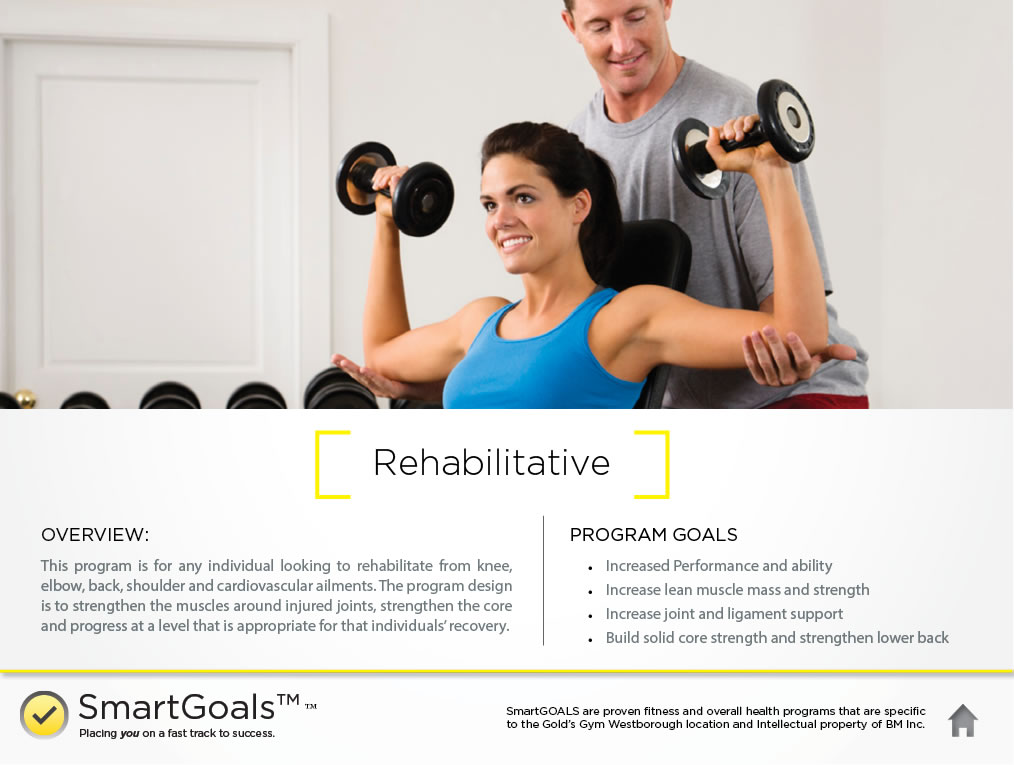 Rehabilitative
OVERVIEW:
This program is for any individual looking to rehabilitate from knee,
elbow, back, shoulder and cardiovascular ailments. The program design
is to strengthen the muscles around injured joints, strengthen the core
and progress at a level that is appropriate for that individuals’ recovery.
PROGRAM GOALS
• Increased Performance and ability
• Increase lean muscle mass and strength
• Increase joint and ligament support
• Build solid core strength and strengthen lower back
SmartGoals™ ™
Placing you on a fast track to success.
SmartGOALS are proven fitness and overall health programs that are specific
to the Gold's Gym Westborough location and Intellectual property of BM Inc.